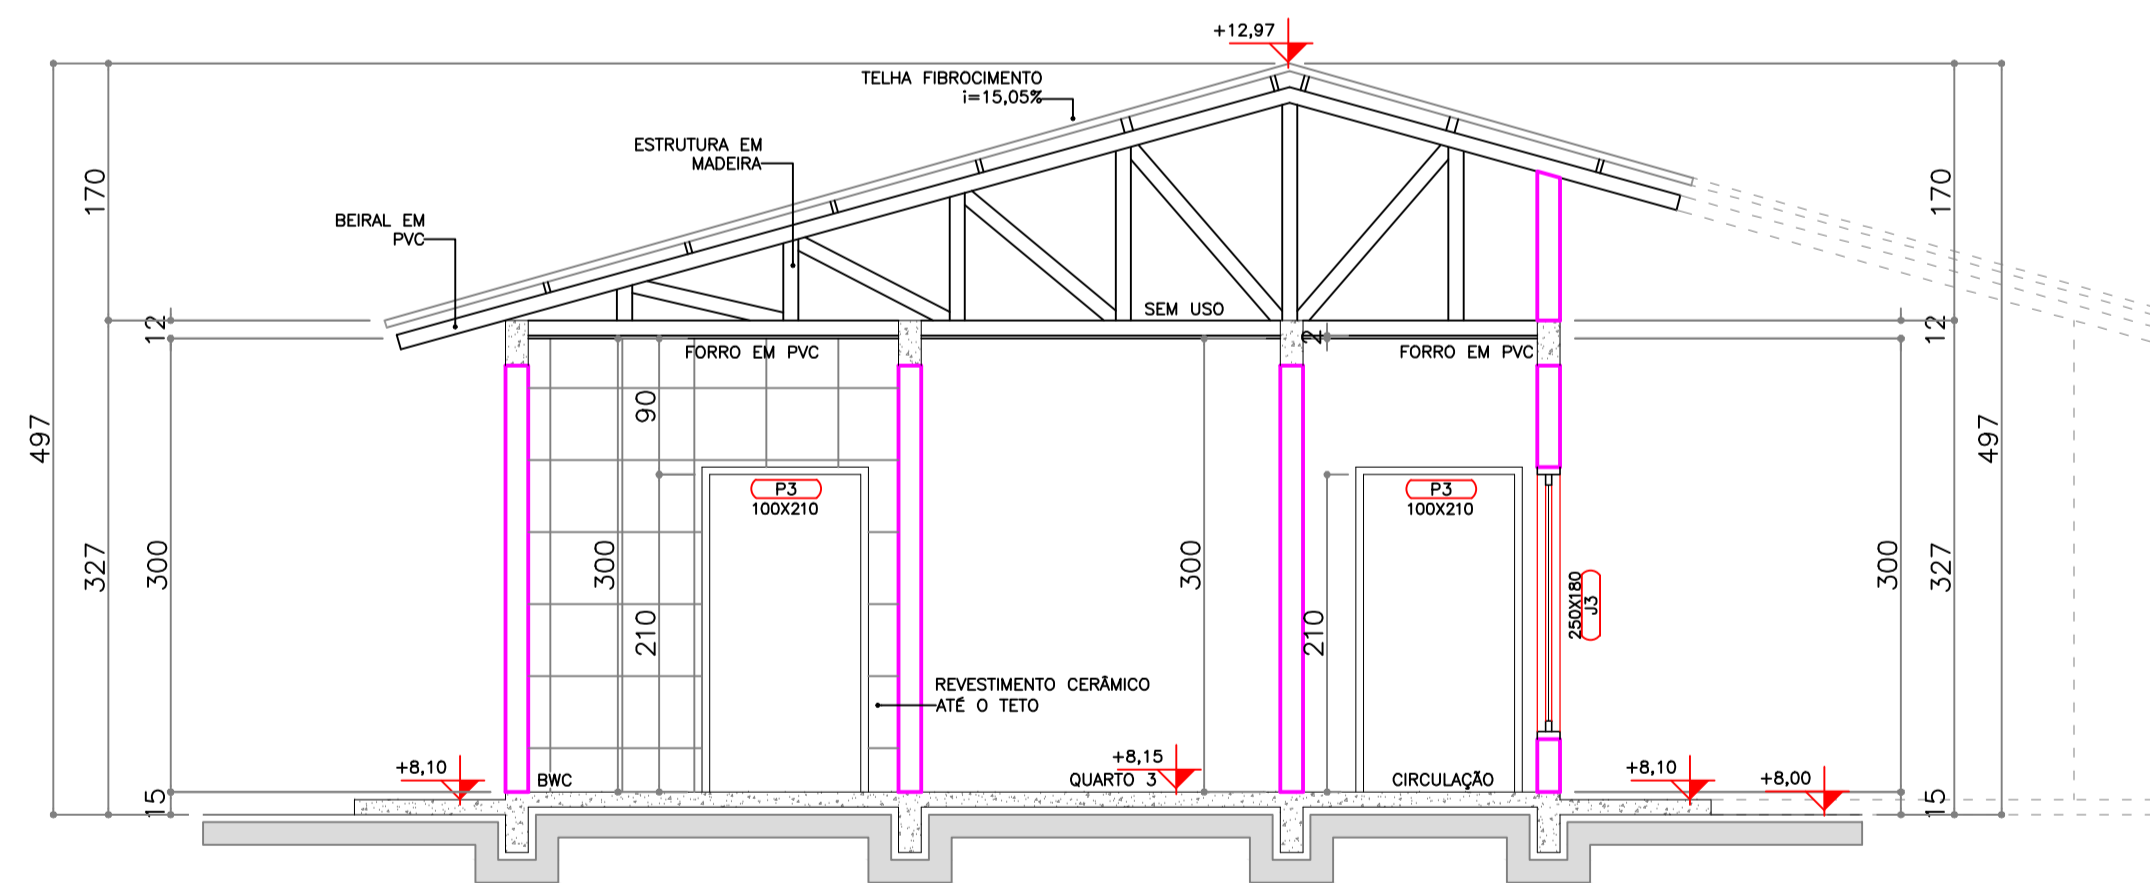 +12,97
TELHA FIBROCIMENTO
i=15,05%
ESTRUTURA EM
MADEIRA
BEIRAL EM
PVC
170
170
12
12
SEM USO
FORRO EM PVC
2
FORRO EM PVC
90
497
497
P3
100X210
P3
100X210
327
300
300
300
300
327
210
210
250X180
J3
REVESTIMENTO CERÂMICO
ATÉ O TETO
+8,10
BWC
+8,15
QUARTO 3
CIRCULAÇÃO
+8,10
+8,00
15
15